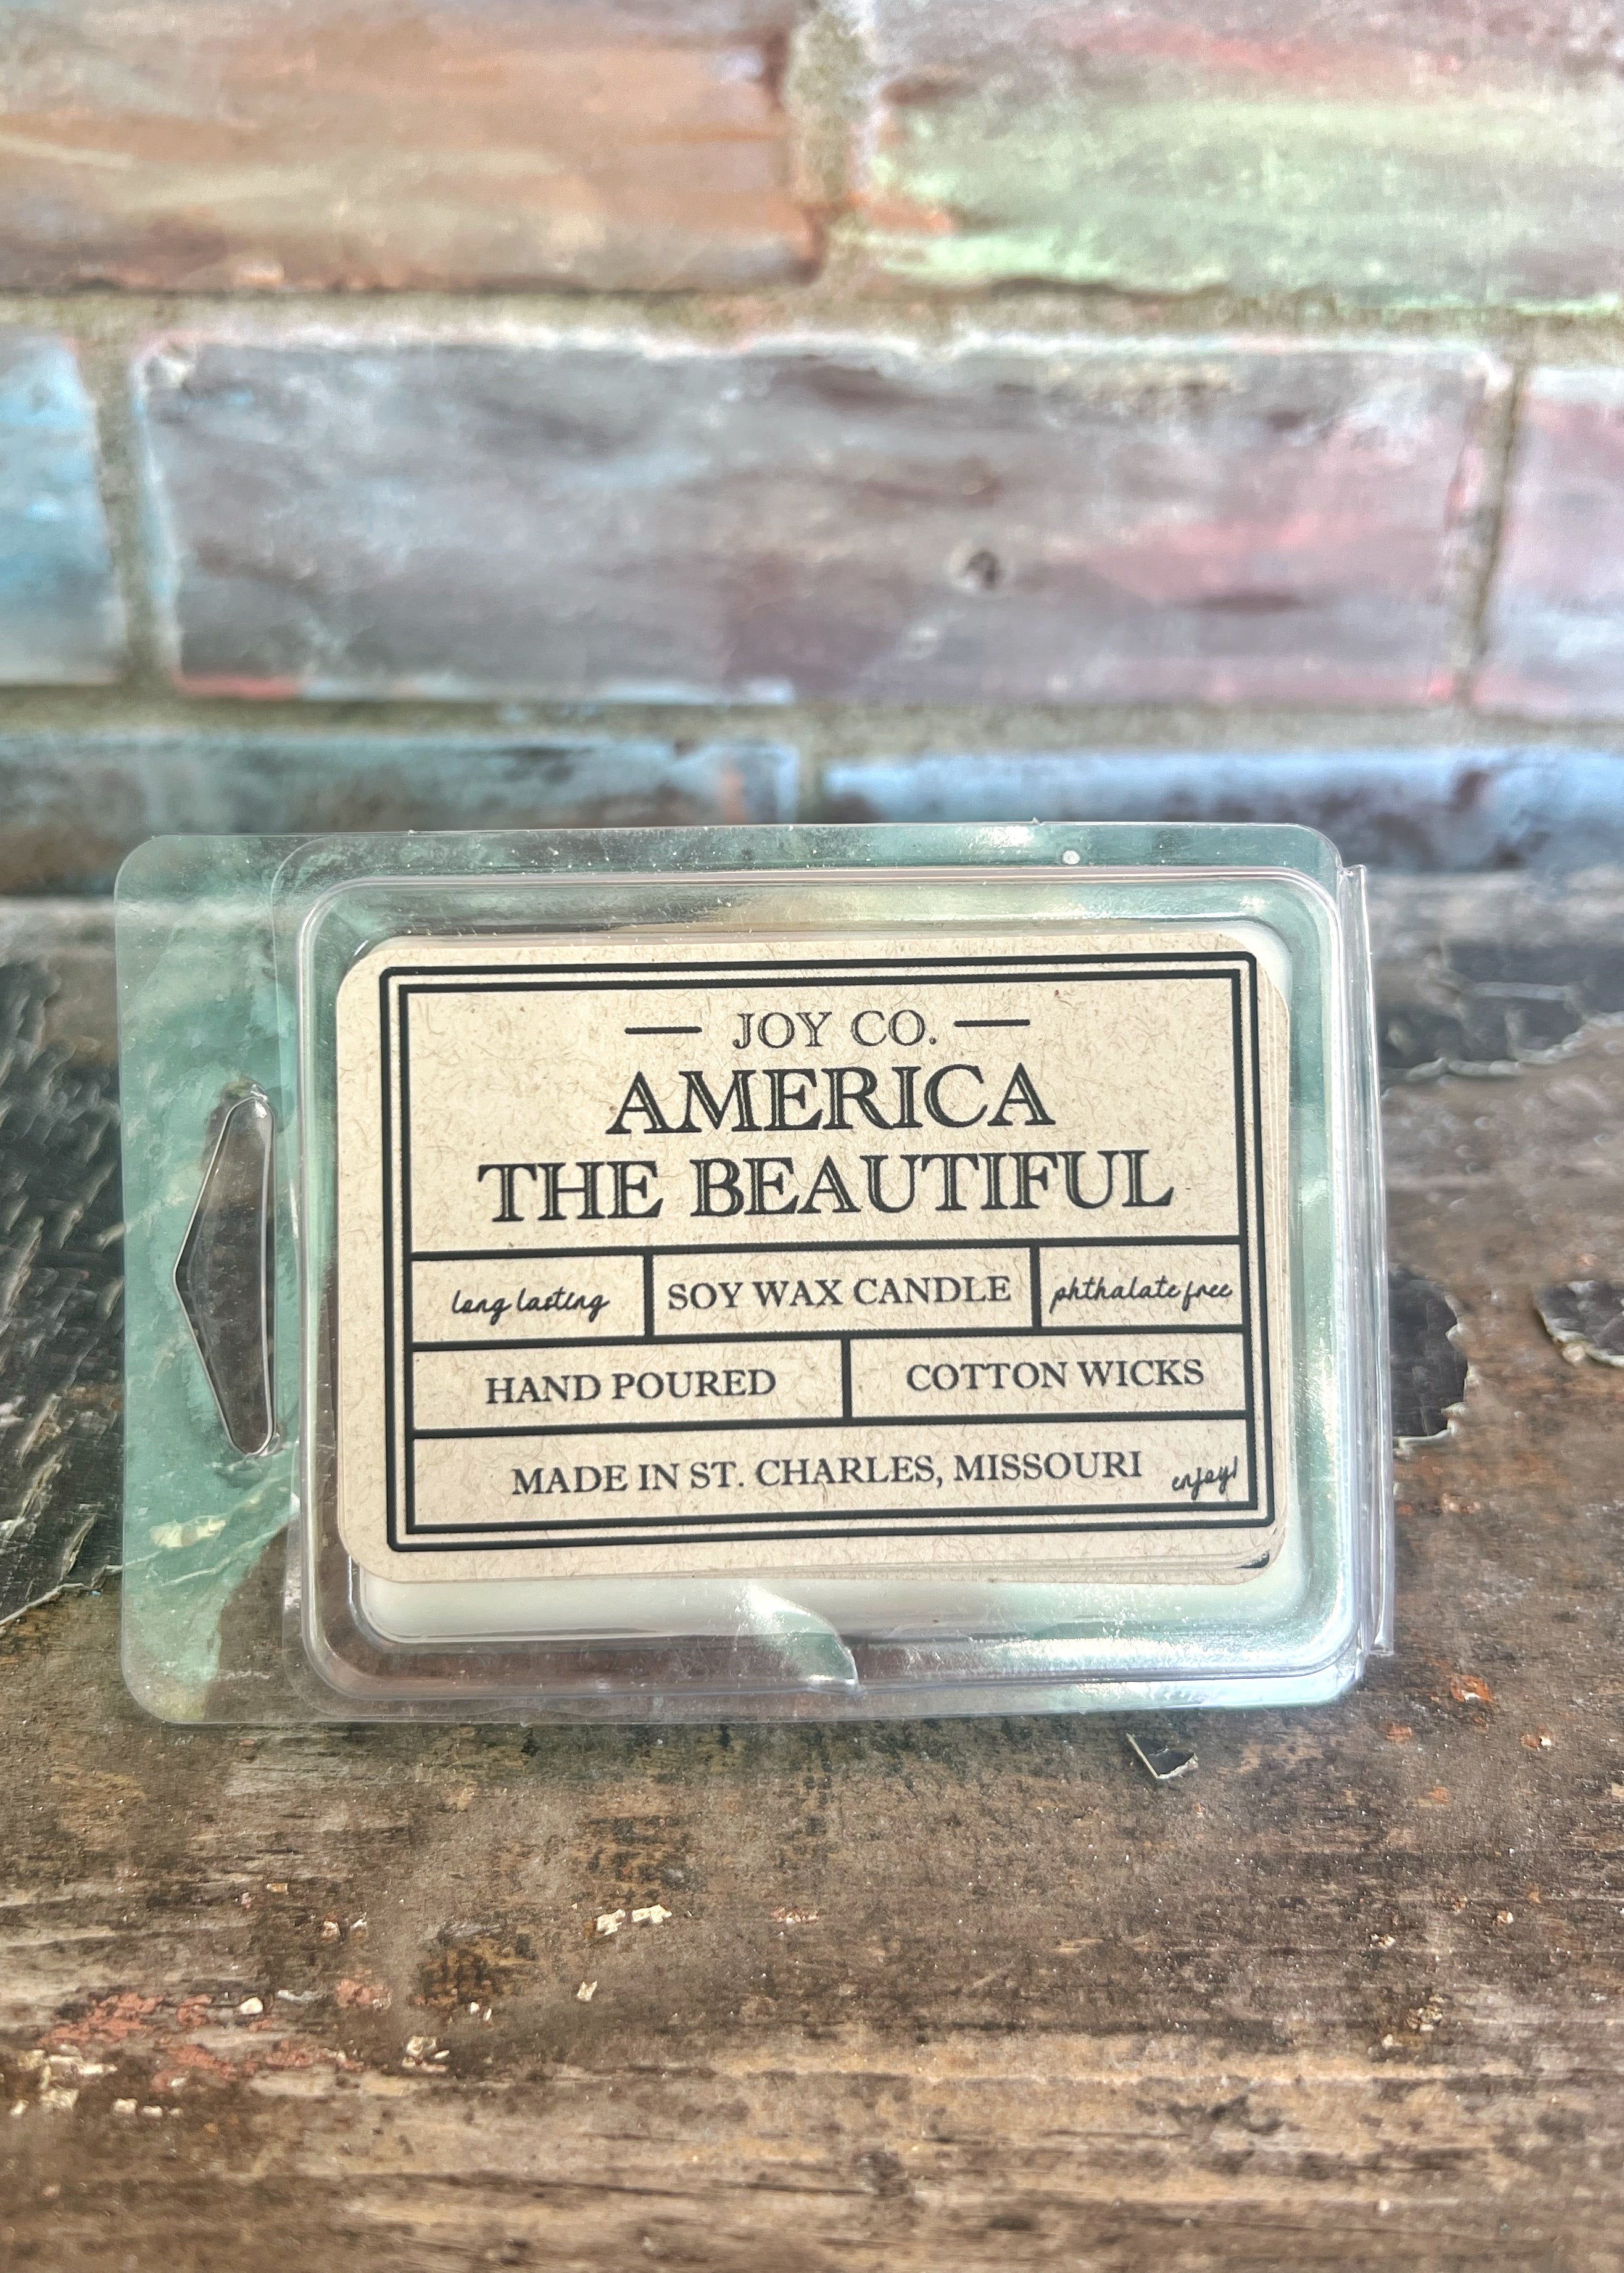 — JOY CO. —
AMERICA
THE BEAUTIFUL
long lasting SOY WAX CANDLE phthalate free
HAND POURED COTTON WICKS
MADE IN ST. CHARLES, MISSOURI enjoy!